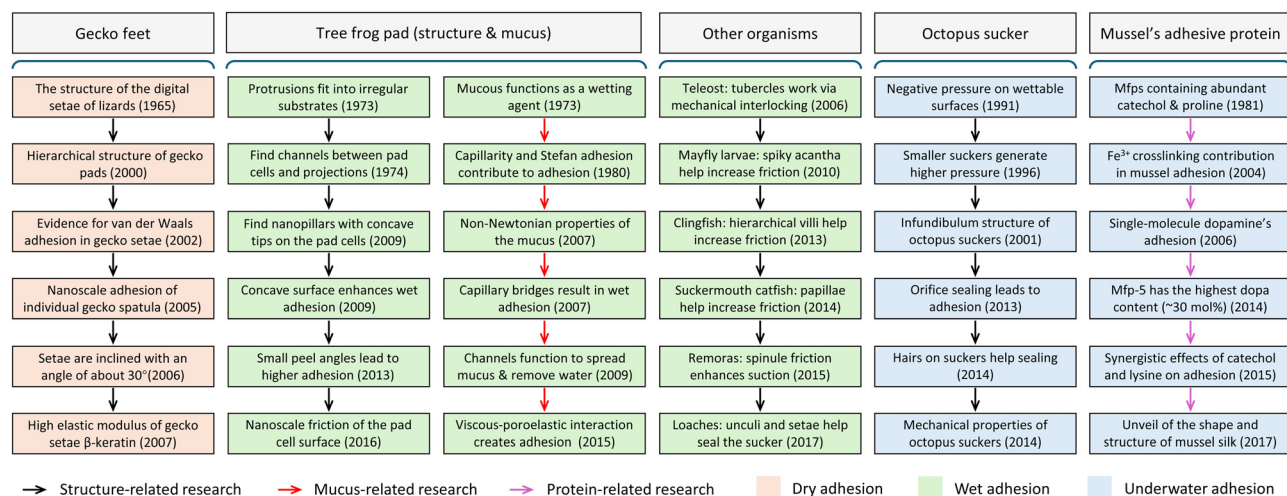 Gecko feet
Tree frog pad (structure & mucus)
Other organisms
Octopus sucker
Mussel's adhesive protein
The structure of the digital
setae of lizards (1965)
Hierarchical structure of gecko
pads (2000)
Evidence for van der Waals
adhesion in gecko setae (2002)
Nanoscale adhesion of
individual gecko spatula (2005)
Setae are inclined with an
angle of about 30°(2006)
High elastic modulus of gecko
setae β-keratin (2007)
Protrusions fit into irregular
substrates (1973)
Find channels between pad
cells and projections (1974)
Find nanopillars with concave
tips on the pad cells (2009)
Concave surface enhances wet
adhesion (2009)
Small peel angles lead to
higher adhesion (2013)
Nanoscale friction of the pad
cell surface (2016)
Mucous functions as a wetting
agent (1973)
Capillarity and Stefan adhesion
contribute to adhesion (1980)
Non-Newtonian properties of
the mucus (2007)
Capillary bridges result in wet
adhesion (2007)
Channels function to spread
mucus & remove water (2009)
Viscous-poroelastic interaction
creates adhesion (2015)
Teleost: tubercles work via
mechanical interlocking (2006)
Mayfly larvae: spiky acantha
help increase friction (2010)
Clingfish: hierarchical villi help
increase friction (2013)
Suckermouth catfish: papillae
help increase friction (2014)
Remoras: spinule friction
enhances suction (2015)
Loaches: unculi and setae help
seal the sucker (2017)
Negative pressure on wettable
surfaces (1991)
Smaller suckers generate
higher pressure (1996)
Infundibulum structure of
octopus suckers (2001)
Orifice sealing leads to
adhesion (2013)
Hairs on suckers help sealing
(2014)
Mechanical properties of
octopus suckers (2014)
Mfps containing abundant
catechol & proline (1981)
Fe³⁺ crosslinking contribution
in mussel adhesion (2004)
Single-molecule dopamine's
adhesion (2006)
Mfp-5 has the highest dopa
content (~30 mol%) (2014)
Synergistic effects of catechol
and lysine on adhesion (2015)
Unveil of the shape and
structure of mussel silk (2017)
Structure-related research
Mucus-related research
Protein-related research
Dry adhesion
Wet adhesion
Underwater adhesion